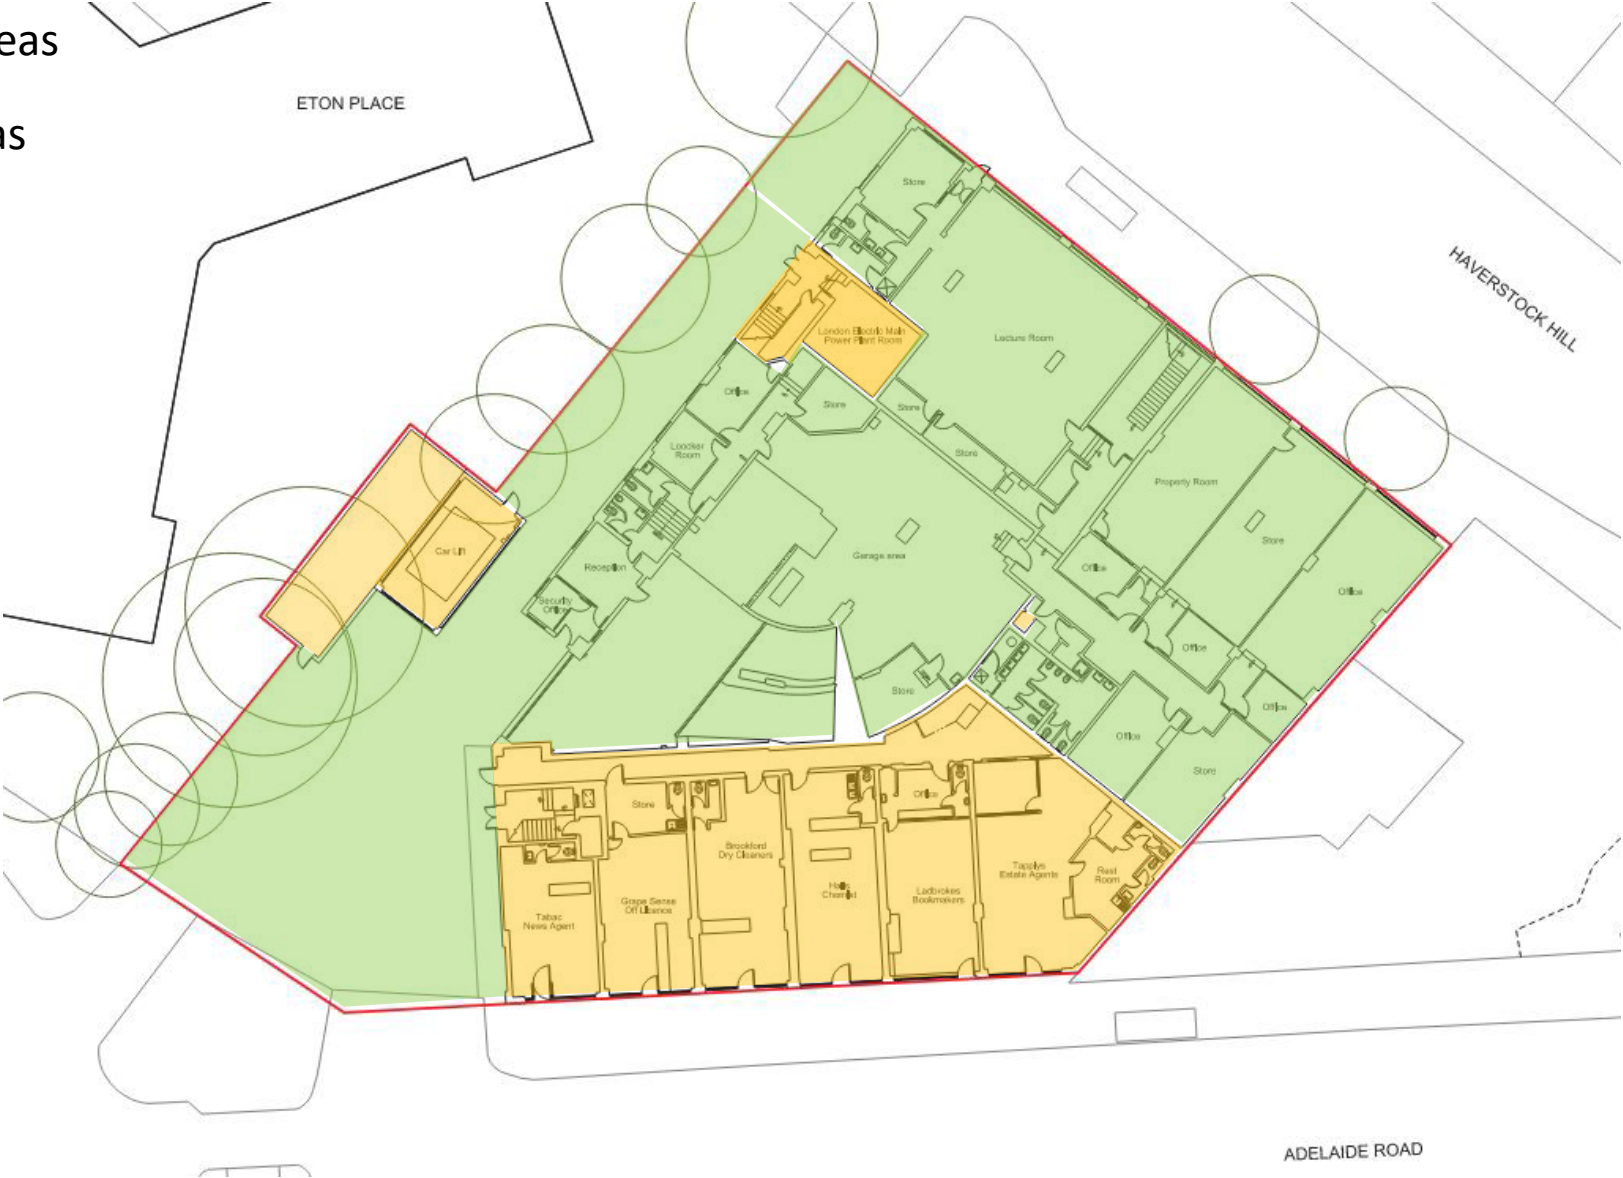 eas
as
ETON PLACE
HAVERSTOCK HILL
Store
London Electric Main
Power Plant Room
Lecture Room
Office
Store
Store
Loocker
Room
Store
Property Room
Car Lift
Garage area
Store
Reception
Office
Office
Security
Office
Office
Store
Office
Office
Store
Store
Office
Brookford
Dry Cleaners
Tapplys
Estate Agents
Rest
Room
Grape Sense
Off Licence
Chemist
Ladbrokes
Bookmakers
Tabac
News Agent
ADELAIDE ROAD